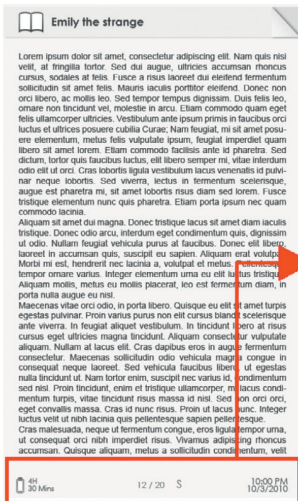 Emily the strange
Lorem ipsum dolor sit amet, consectetur adipiscing elit. Nam quis nisl
velit, at fringilla tortor. Sed dui augue, ultricies accumsan rhoncus
cursus, sodales at felis. Fusce a risus laoreet dui eleifend fermentum
sollicitudin sit amet felis. Mauris iaculis porttitor eleifend. Donec non
orci libero, ac mollis leo. Sed tempor tempus dignissim. Duis felis leo,
ornare non tincidunt vel, molestie in arcu. Etiam commodo quam eget
felis ullamcorper ultricies. Vestibulum ante ipsum primis in faucibus orci
luctus et ultrices posuere cubilia Curae; Nam feugiat, mi sit amet posu-
ere elementum, metus felis vulputate ipsum, feugiat imperdiet quam
libero sit amet lorem. Etiam commodo facilisis ante id pharetra. Sed
dictum, tortor quis faucibus luctus, elit libero semper mi, vitae interdum
odio elit ut orci. Cras lobortis ligula vestibulum lacus venenatis id pulvi-
nar neque lobortis. Sed viverra, lectus in fermentum scelerisque,
augue est pharetra mi, sit amet lobortis risus diam sed lorem. Fusce
tristique elementum nunc quis pharetra. Etiam porta ipsum nec quam
commodo lacinia.
Aliquam sit amet dui magna. Donec tristique lacus sit amet diam iaculis
tristique. Donec odio arcu, interdum eget condimentum quis, dignissim
ut odio. Nullam feugiat vehicula purus at faucibus. Donec elit libero,
laoreet in accumsan quis, suscipit eu sapien. Aliquam erat volutpa
Morbi mi est, hendrerit nec lacinia a, volutpat et metus. Pellentesq
tempor ornare varius. Integer elementum urna eu elit luctus tristique
Aliquam mollis, metus eu mollis placerat, leo est fermentum diam, in
porta nulla augue eu nisl.
Maecenas vitae orci odio, in porta libero. Quisque eu elit sit amet turpis
egestas pulvinar. Proin varius purus non elit cursus blandit scelerisque
ante viverra. In feugiat aliquet vestibulum. In tincidunt libero at risus
cursus eget ultricies magna tincidunt. Aliquam consectetur vulputate
aliquam. Nullam at lacus elit. Cras dapibus eros in augue fermentum
consectetur. Maecenas sollicitudin odio vehicula magna congue in
consequat neque laoreet. Sed vehicula faucibus libero, ut egestas
nulla tincidunt ut. Nam tortor enim, suscipit nec varius id, condimentum
sed nisl. Proin tincidunt, enim et tristique ullamcorper, mi lacus condi-
mentum turpis, vitae tincidunt risus massa id nisl. Sed non orci orci,
eget convallis massa. Cras id nunc risus. Proin ut lacus nunc. Integer
luctus velit ut nibh lacinia quis pellentesque sapien pellentesque.
Cras malesuada, neque ut fermentum congue, eros ligula tempor urna,
ut consequat orci nibh imperdiet risus. Vivamus adipiscing rhoncus
accumsan. Quisque aliquam, metus a sollicitudin condimentum, velit
4H
30 Mins
12 / 20 S
10:00 PM
10/3/2010